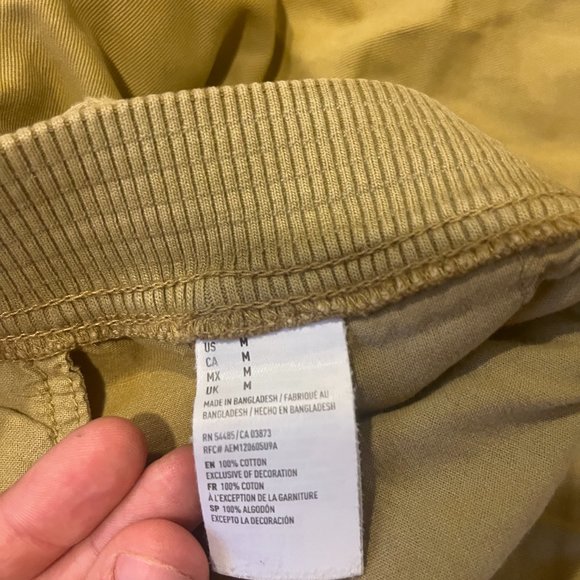 US M
CA M
MX M
UK M
MADE IN BANGLADESH / FABRIQUÉ AU
BANGLADESH / HECHO EN BANGLADESH
RN 54485/CA 03873
RFC# AEM120605U9A
EN 100% COTTON
EXCLUSIVE OF DECORATION
FR 100% COTON
À L'EXCEPTION DE LA GARNITURE
SP 100% ALGODÓN
EXCEPTO LA DECORACIÓN